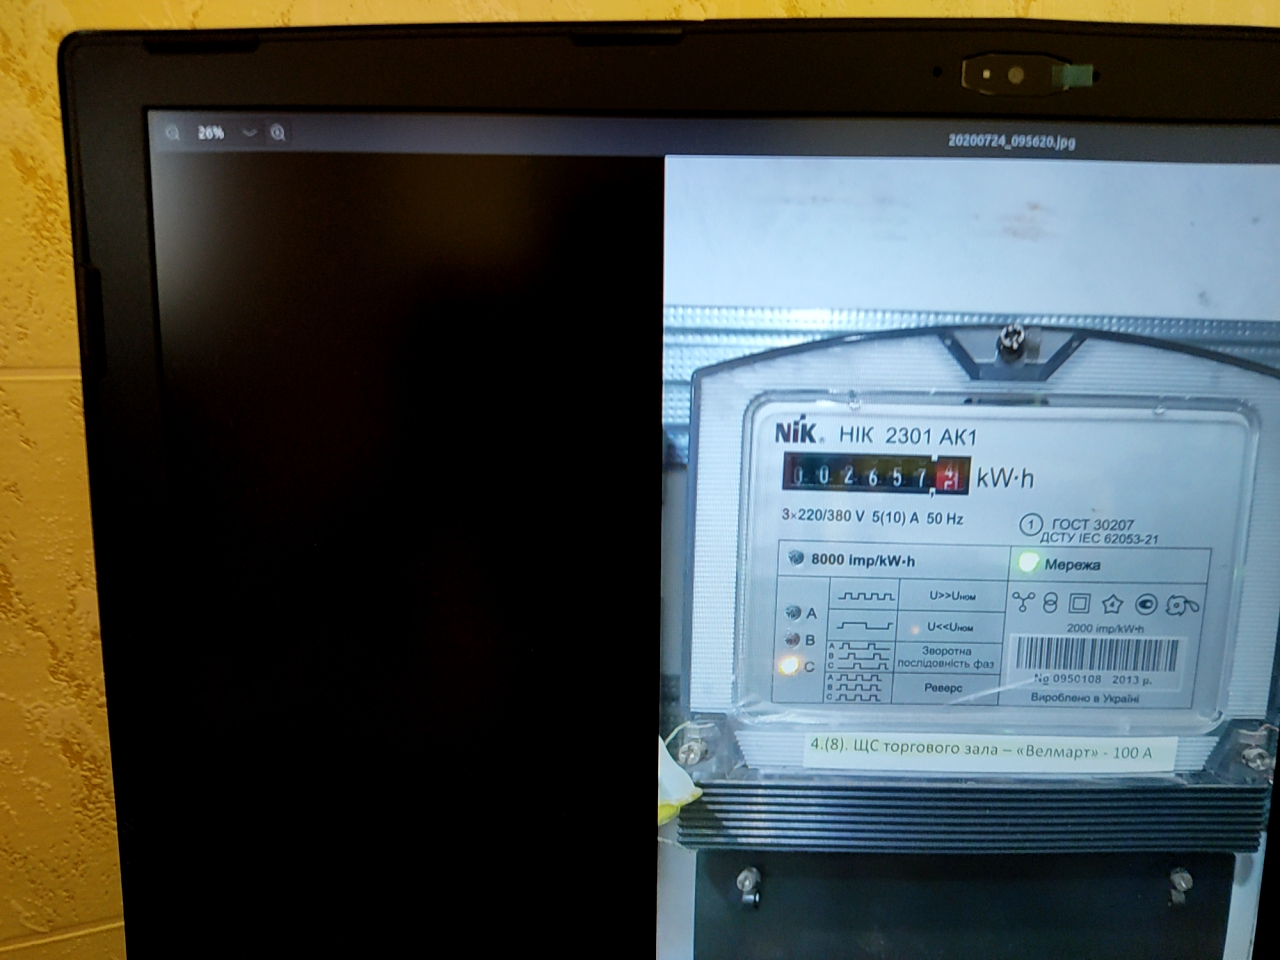 26%
20200724_095620.jpg
NiK® НІК 2301 АК1
002657 kW·h
3×220/380 V 5(10) A 50 Hz
1 ГОСТ 30207
ДСТУ IEC 62053-21
8000 imp/kW·h
Мережа
U>>Uном
A
U<<Uном
2000 imp/kW·h
B
A
B
C
Зворотна
послідовність фаз
C
A
B
C
Реверс
№ 0950108 2013 р.
Вироблено в Україні
4.(8). ЩС торгового зала – «Велмарт» - 100 А